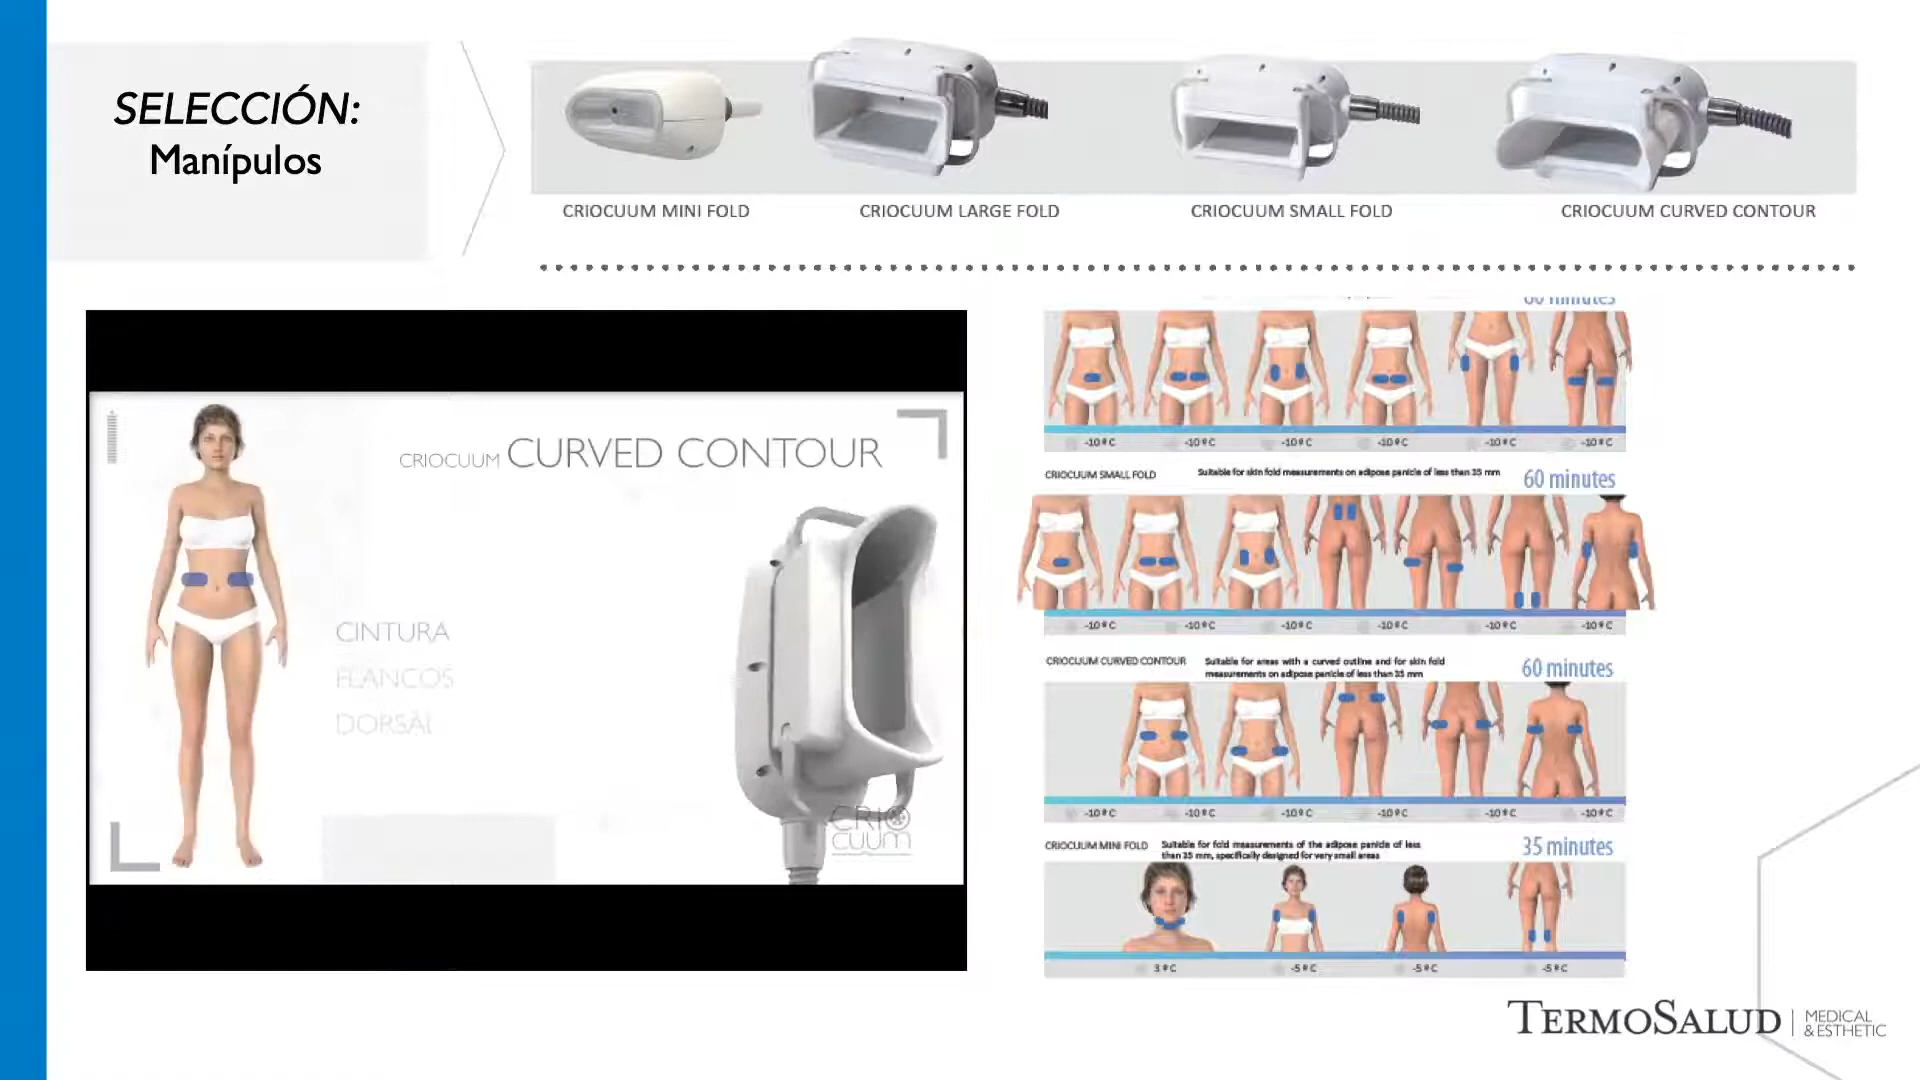 SELECCIÓN:
Manípulos
CRIOCUUM MINI FOLD
CRIOCUUM LARGE FOLD
CRIOCUUM SMALL FOLD
CRIOCUUM CURVED CONTOUR
CRIOCUUM CURVED CONTOUR
CINTURA
FLANCOS
DORSAL
CRIO
CUUM
60 minutes
-10ºC -10ºC -10ºC -10ºC -10ºC -10ºC
CRIOCUUM SMALL FOLD Suitable for skin fold measurements on adipose panicle of less than 35 mm 60 minutes
-10ºC -10ºC -10ºC -10ºC -10ºC -10ºC
CRIOCUUM CURVED CONTOUR Suitable for areas with a curved outline and for skin fold 60 minutes
measurements on adipose panicle of less than 35 mm
-10ºC -10ºC -10ºC -10ºC -10ºC -10ºC
CRIOCUUM MINI FOLD Suitable for fold measurements of the adipose panicle of less 35 minutes
than 35 mm, specifically designed for very small areas
3ºC -5ºC -5ºC -5ºC
TERMOSALUD
MEDICAL
& ESTHETIC